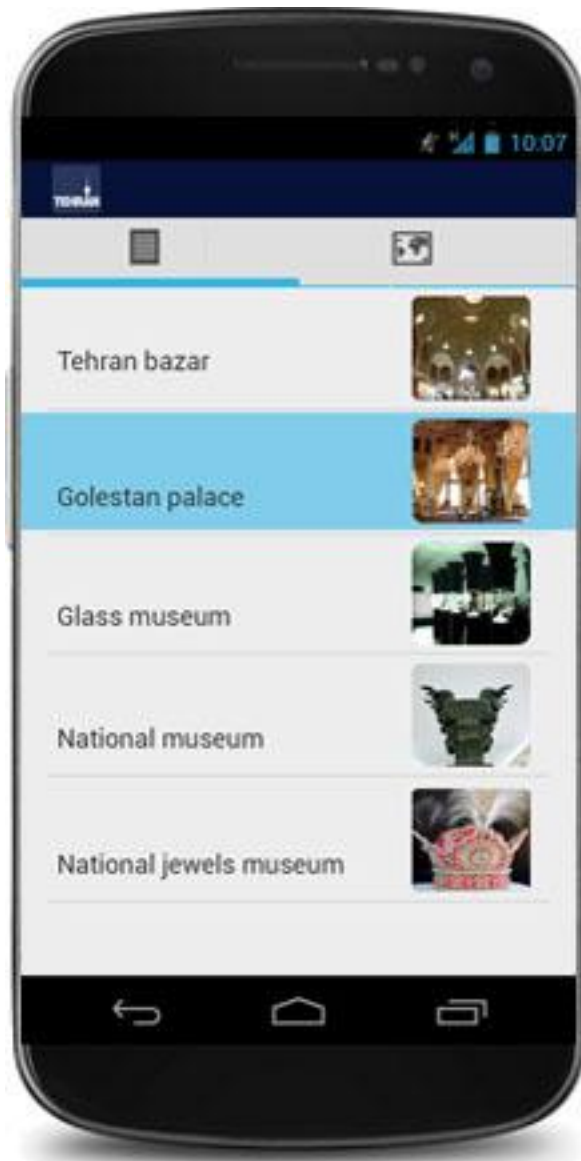 10:07
TEHRAN
Tehran bazar
Golestan palace
Glass museum
National museum
National jewels museum